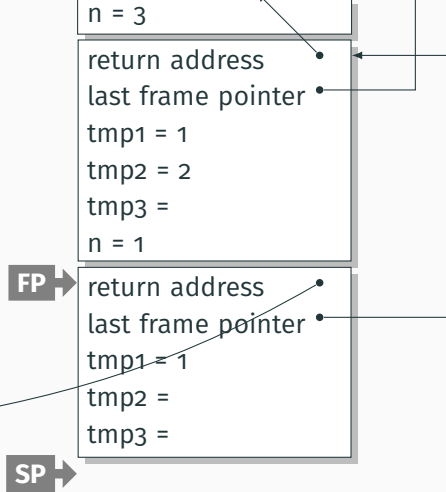 n = 3
return address
last frame pointer
tmp1 = 1
tmp2 = 2
tmp3 =
n = 1
FP
return address
last frame pointer
tmp1 = 1
tmp2 =
tmp3 =
SP